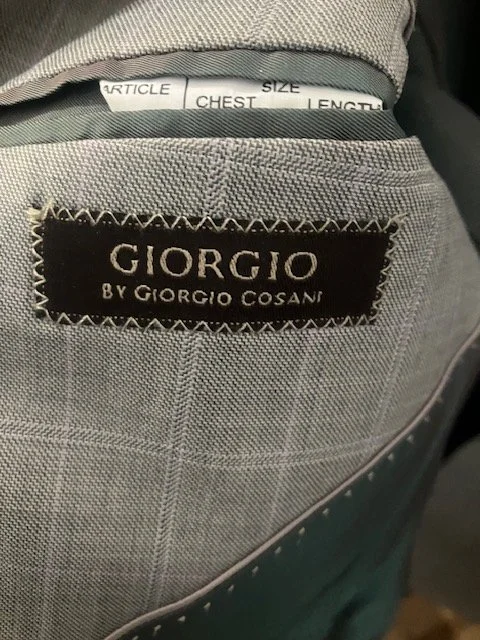 ARTICLE SIZE
CHEST LENGTH
GIORGIO
BY GIORGIO COSANI